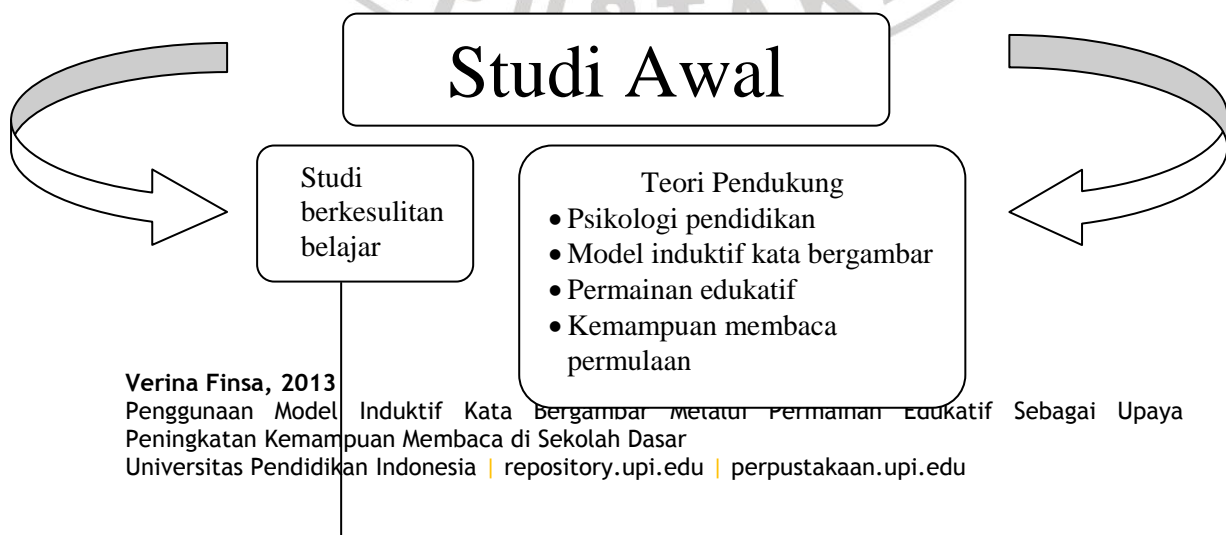 PUSTAK
Studi Awal
Studi
berkesulitan
belajar
Teori Pendukung
• Psikologi pendidikan
• Model induktif kata bergambar
• Permainan edukatif
• Kemampuan membaca
permulaan
Verina Finsa, 2013
Penggunaan Model Induktif Kata Bergambar Melalui Permainan Edukatif Sebagai Upaya
Peningkatan Kemampuan Membaca di Sekolah Dasar
Universitas Pendidikan Indonesia | repository.upi.edu | perpustakaan.upi.edu